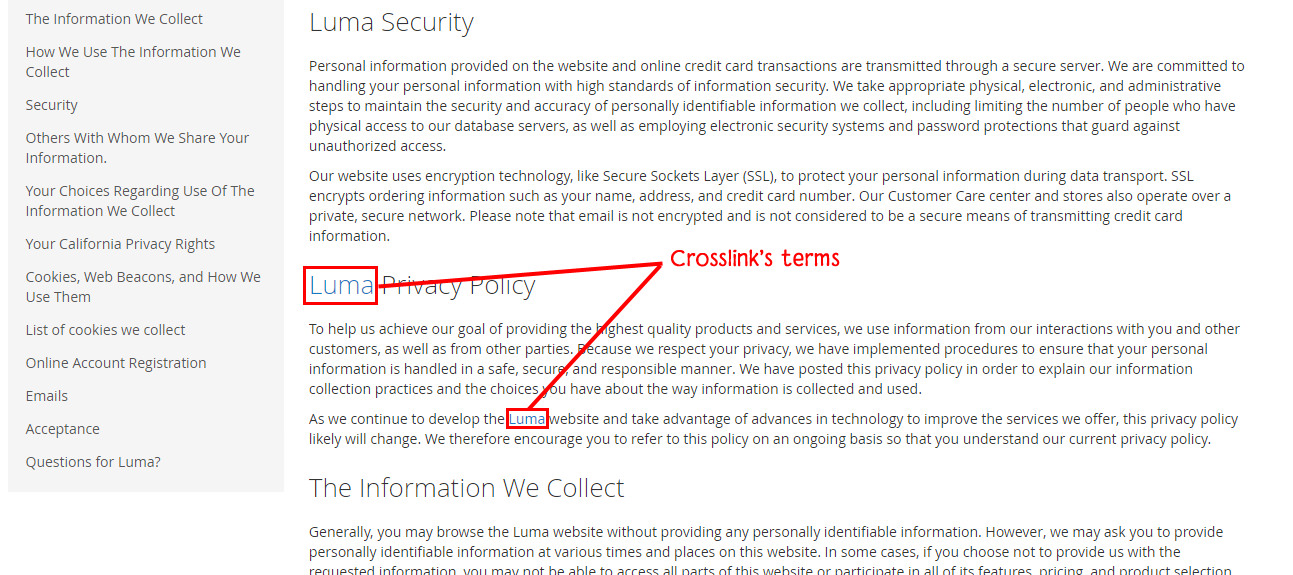 The Information We Collect
How We Use The Information We
Collect
Security
Others With Whom We Share Your
Information.
Your Choices Regarding Use Of The
Information We Collect
Your California Privacy Rights
Cookies, Web Beacons, and How We
Use Them
List of cookies we collect
Online Account Registration
Emails
Acceptance
Questions for Luma?
Luma Security
Personal information provided on the website and online credit card transactions are transmitted through a secure server. We are committed to
handling your personal information with high standards of information security. We take appropriate physical, electronic, and administrative
steps to maintain the security and accuracy of personally identifiable information we collect, including limiting the number of people who have
physical access to our database servers, as well as employing electronic security systems and password protections that guard against
unauthorized access.
Our website uses encryption technology, like Secure Sockets Layer (SSL), to protect your personal information during data transport. SSL
encrypts ordering information such as your name, address, and credit card number. Our Customer Care center and stores also operate over a
private, secure network. Please note that email is not encrypted and is not considered to be a secure means of transmitting credit card
information.
Crosslink's terms
Luma Privacy Policy
To help us achieve our goal of providing the highest quality products and services, we use information from our interactions with you and other
customers, as well as from other parties. Because we respect your privacy, we have implemented procedures to ensure that your personal
information is handled in a safe, secure, and responsible manner. We have posted this privacy policy in order to explain our information
collection practices and the choices you have about the way information is collected and used.
As we continue to develop the Luma website and take advantage of advances in technology to improve the services we offer, this privacy policy
likely will change. We therefore encourage you to refer to this policy on an ongoing basis so that you understand our current privacy policy.
The Information We Collect
Generally, you may browse the Luma website without providing any personally identifiable information. However, we may ask you to provide
personally identifiable information at various times and places on this website. In some cases, if you choose not to provide us with the
requested information, you may not be able to access all parts of this website or participate in all of its features, pricing, and product selection